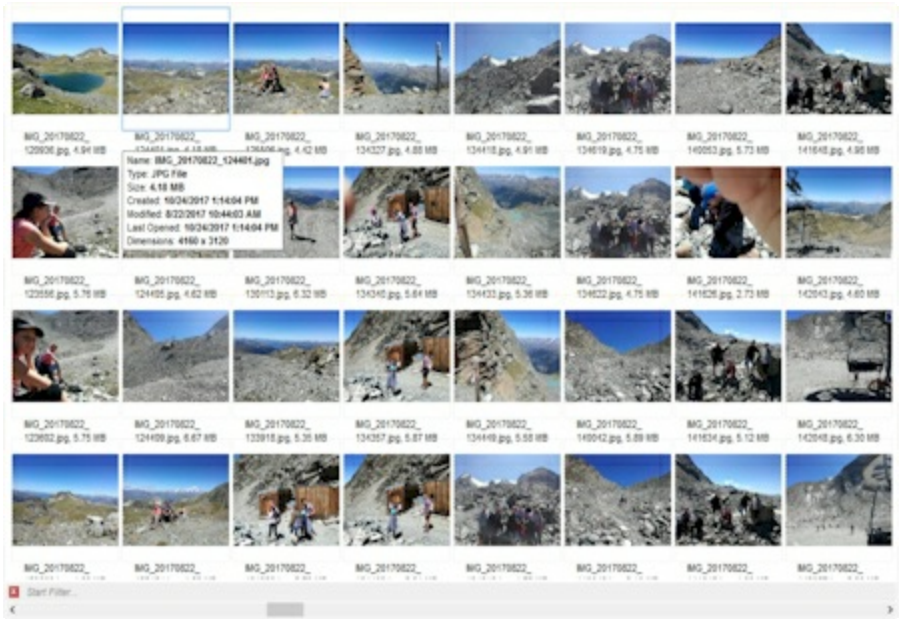 IMG_20170822_ IMG_20170822_ IMG_20170822_ IMG_20170822_ IMG_20170822_ IMG_20170822_ IMG_20170822_ IMG_20170822_
4.91 MB 4.18 MB 4.42 MB 134327.jpg, 4.88 MB 134418.jpg, 4.91 MB 134619.jpg, 4.75 MB 140053.jpg, 5.73 MB 141648.jpg, 4.98 MB
Name: IMG_20170822_124401.jpg
Type: JPG File
Size: 4.18 MB
Created: 10/24/2017 1:14:04 PM
Modified: 8/22/2017 10:44:03 AM
Last Opened: 10/24/2017 1:14:04 PM
Dimensions: 4160 x 3120
IMG_20170822_ IMG_20170822_ IMG_20170822_ IMG_20170822_ IMG_20170822_ IMG_20170822_ IMG_20170822_ IMG_20170822_
123556.jpg, 5.76 MB 124405.jpg, 4.62 MB 130113.jpg, 5.32 MB 134340.jpg, 5.64 MB 134433.jpg, 5.36 MB 134622.jpg, 4.75 MB 141626.jpg, 2.73 MB 142043.jpg, 4.60 MB
IMG_20170822_ IMG_20170822_ IMG_20170822_ IMG_20170822_ IMG_20170822_ IMG_20170822_ IMG_20170822_ IMG_20170822_
123602.jpg, 5.75 MB 124409.jpg, 6.67 MB 133918.jpg, 5.35 MB 134357.jpg, 5.87 MB 134449.jpg, 5.58 MB 140042.jpg, 5.89 MB 141634.jpg, 5.12 MB 142048.jpg, 6.30 MB
IMG_20170822_ IMG_20170822_ IMG_20170822_ IMG_20170822_ IMG_20170822_ IMG_20170822_ IMG_20170822_ IMG_20170822_
Start Filter...